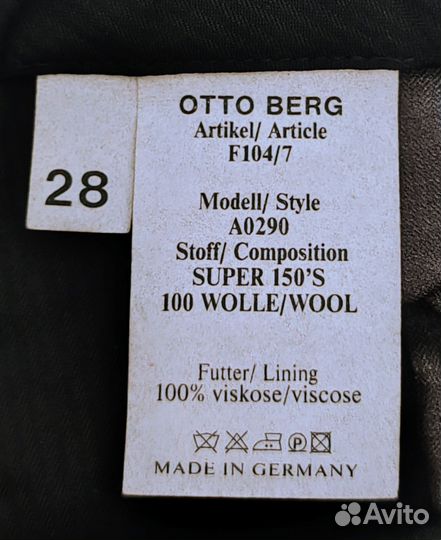 28
OTTO BERG
Artikel/ Article
F104/7
Modell/ Style
A0290
Stoff/ Composition
SUPER 150'S
100 WOLLE/WOOL
Futter/ Lining
100% viskose/viscose
P
MADE IN GERMANY
Avito